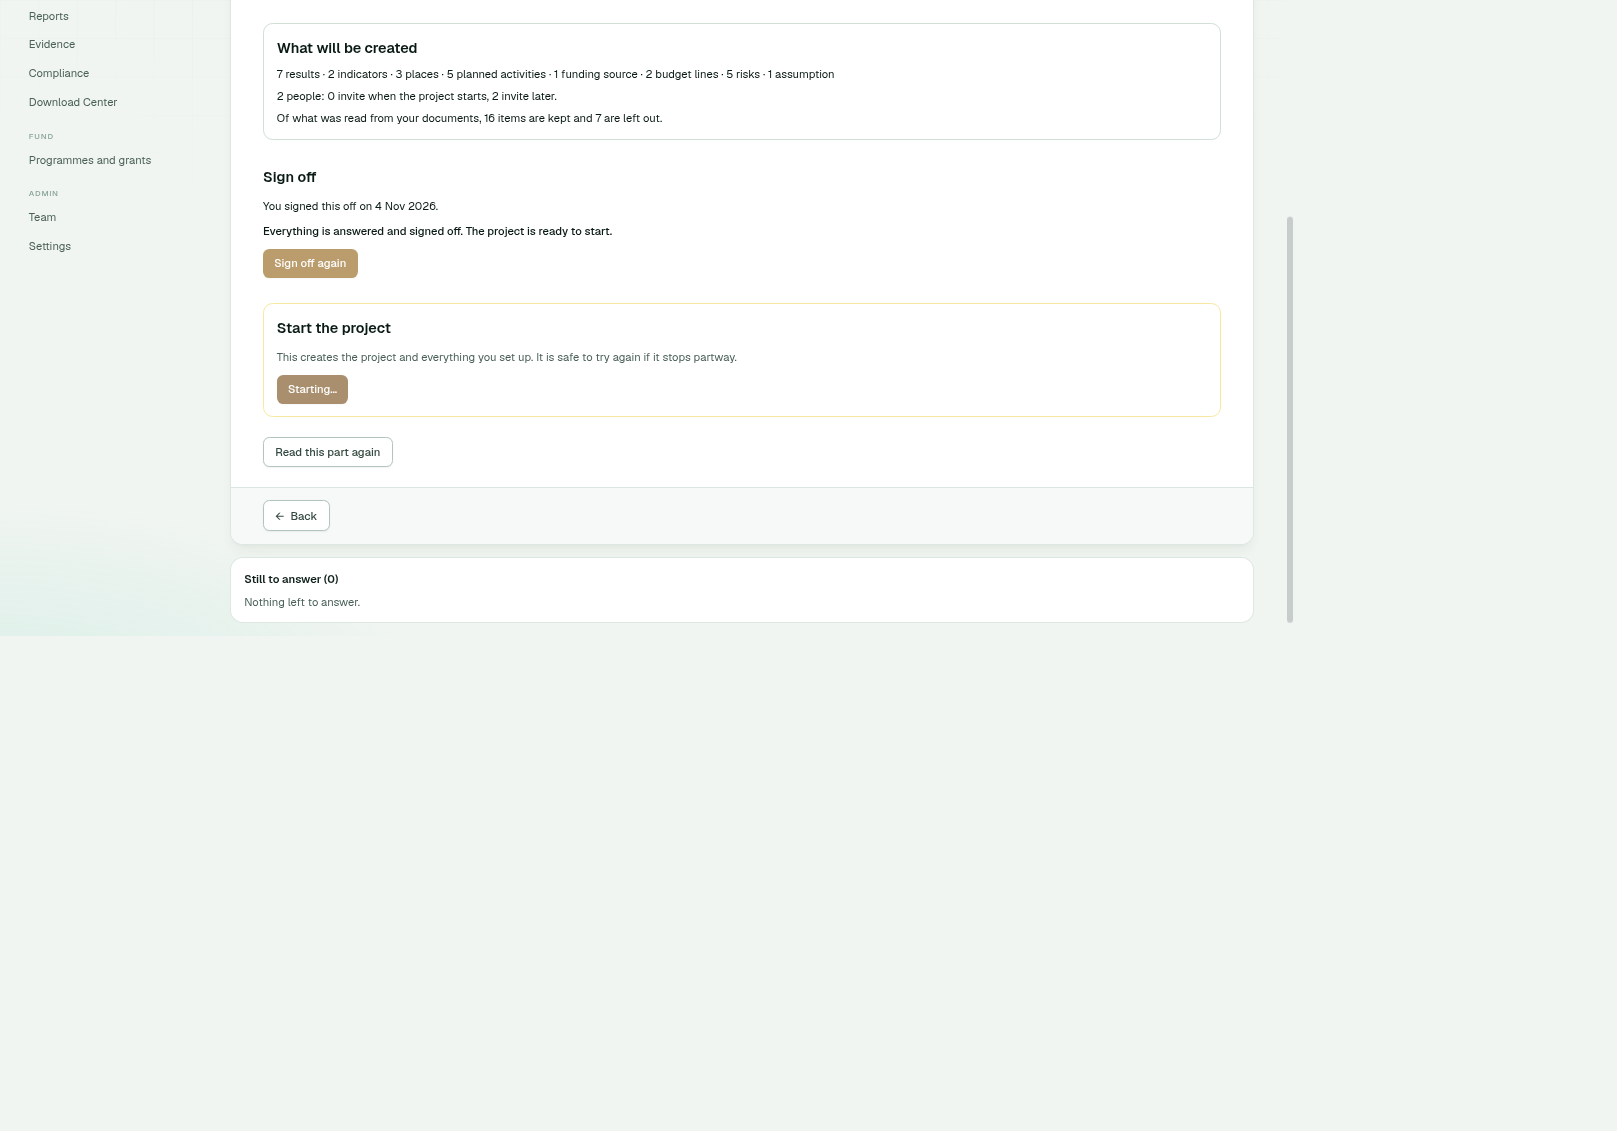 Reports
Evidence
Compliance
Download Center
FUND
Programmes and grants
ADMIN
Team
Settings
What will be created
7 results · 2 indicators · 3 places · 5 planned activities · 1 funding source · 2 budget lines · 5 risks · 1 assumption
2 people: 0 invite when the project starts, 2 invite later.
Of what was read from your documents, 16 items are kept and 7 are left out.
Sign off
You signed this off on 4 Nov 2026.
Everything is answered and signed off. The project is ready to start.
Sign off again
Start the project
This creates the project and everything you set up. It is safe to try again if it stops partway.
Starting…
Read this part again
← Back
Still to answer (0)
Nothing left to answer.